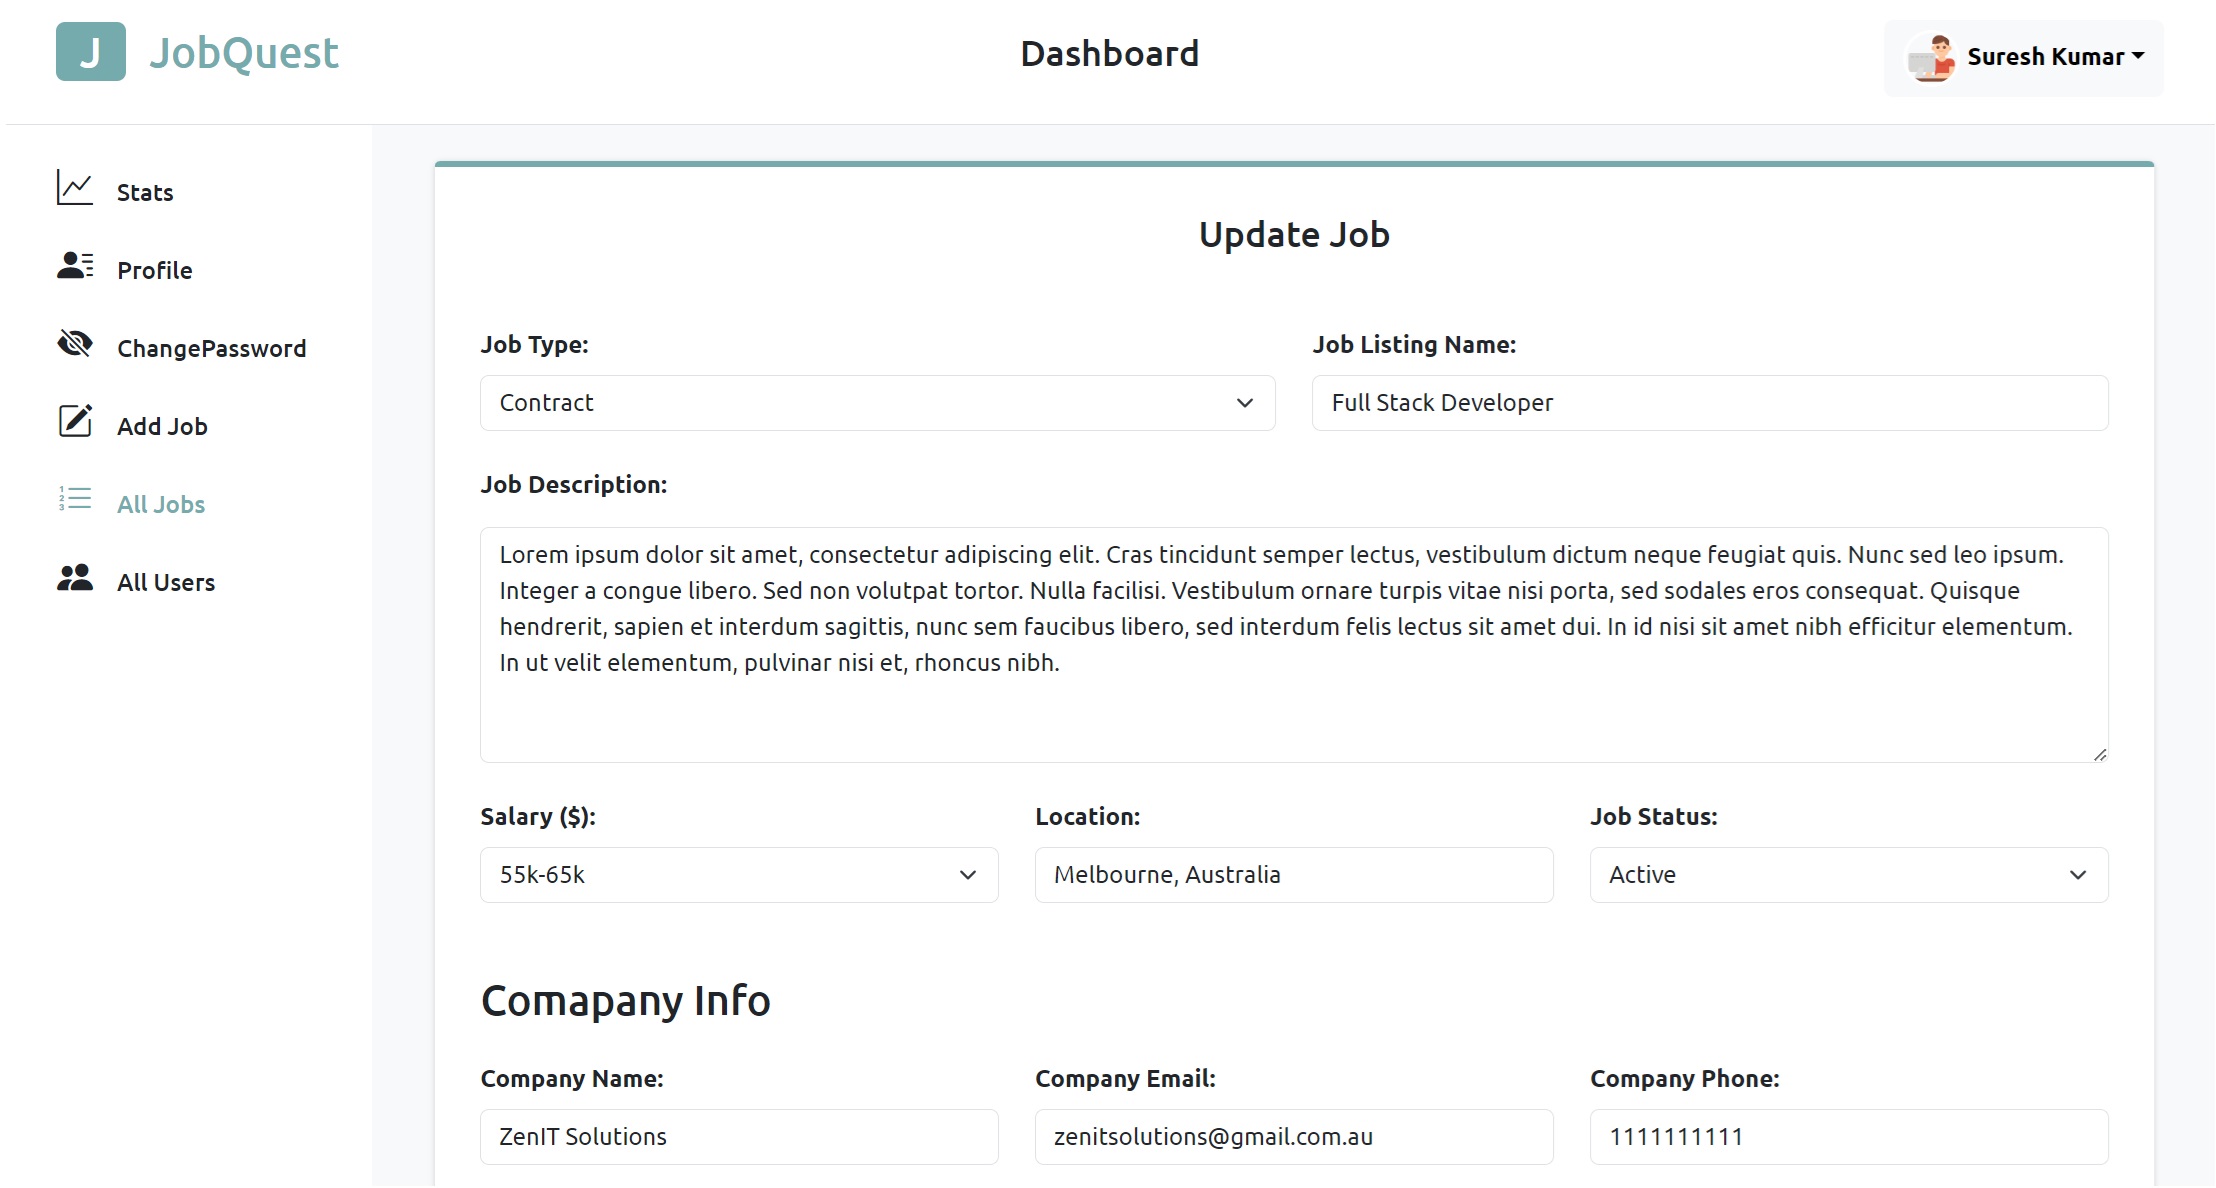 J JobQuest
Dashboard
Suresh Kumar
Stats
Profile
ChangePassword
Add Job
1
2
3
All Jobs
All Users
Update Job
Job Type:
Job Listing Name:
Contract
Full Stack Developer
Job Description:
Lorem ipsum dolor sit amet, consectetur adipiscing elit. Cras tincidunt semper lectus, vestibulum dictum neque feugiat quis. Nunc sed leo ipsum.
Integer a congue libero. Sed non volutpat tortor. Nulla facilisi. Vestibulum ornare turpis vitae nisi porta, sed sodales eros consequat. Quisque
hendrerit, sapien et interdum sagittis, nunc sem faucibus libero, sed interdum felis lectus sit amet dui. In id nisi sit amet nibh efficitur elementum.
In ut velit elementum, pulvinar nisi et, rhoncus nibh.
Salary ($):
Location:
Job Status:
55k-65k
Melbourne, Australia
Active
Comapany Info
Company Name:
Company Email:
Company Phone:
ZenIT Solutions
zenitsolutions@gmail.com.au
1111111111